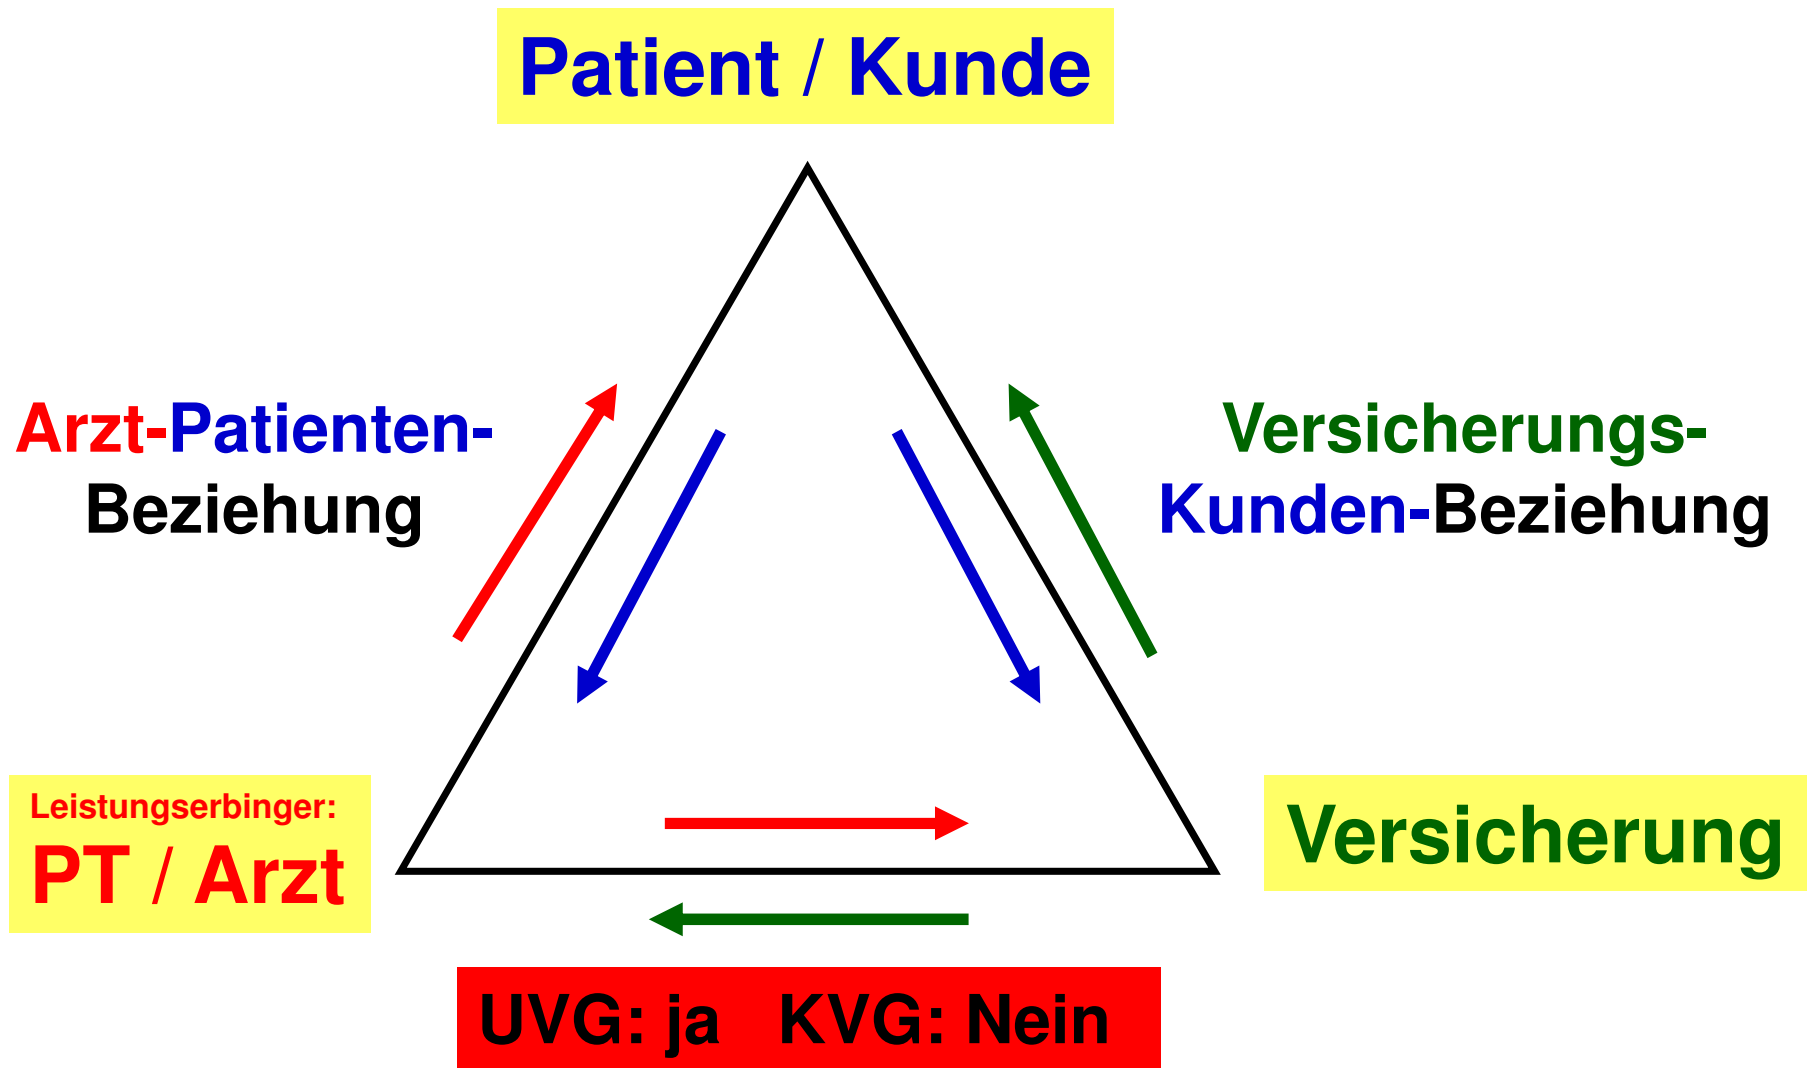 Patient / Kunde
Arzt-Patienten-
Beziehung
Versicherungs-
Kunden-Beziehung
Leistungserbinger:
PT / Arzt
Versicherung
UVG: ja KVG: Nein